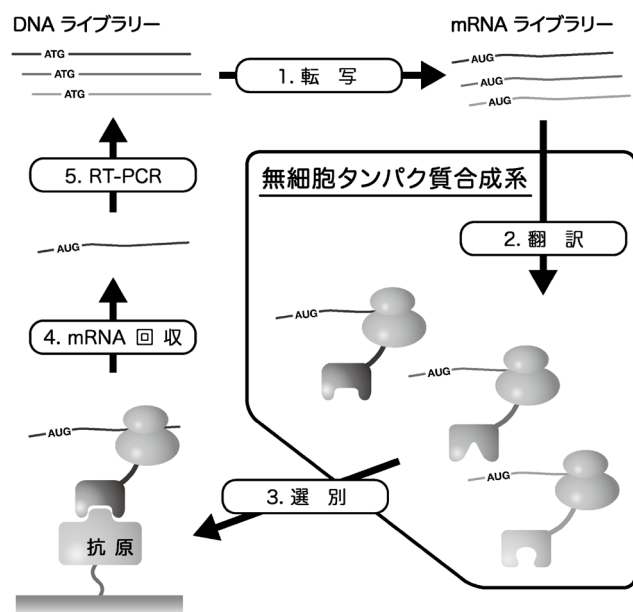 DNA ライブラリー
mRNA ライブラリー
ATG
ATG
ATG
1. 転 写
AUG
AUG
AUG
5. RT-PCR
無細胞タンパク質合成系
2. 翻 訳
AUG
4. mRNA 回 収
AUG
AUG
AUG
AUG
3. 選 別
抗 原